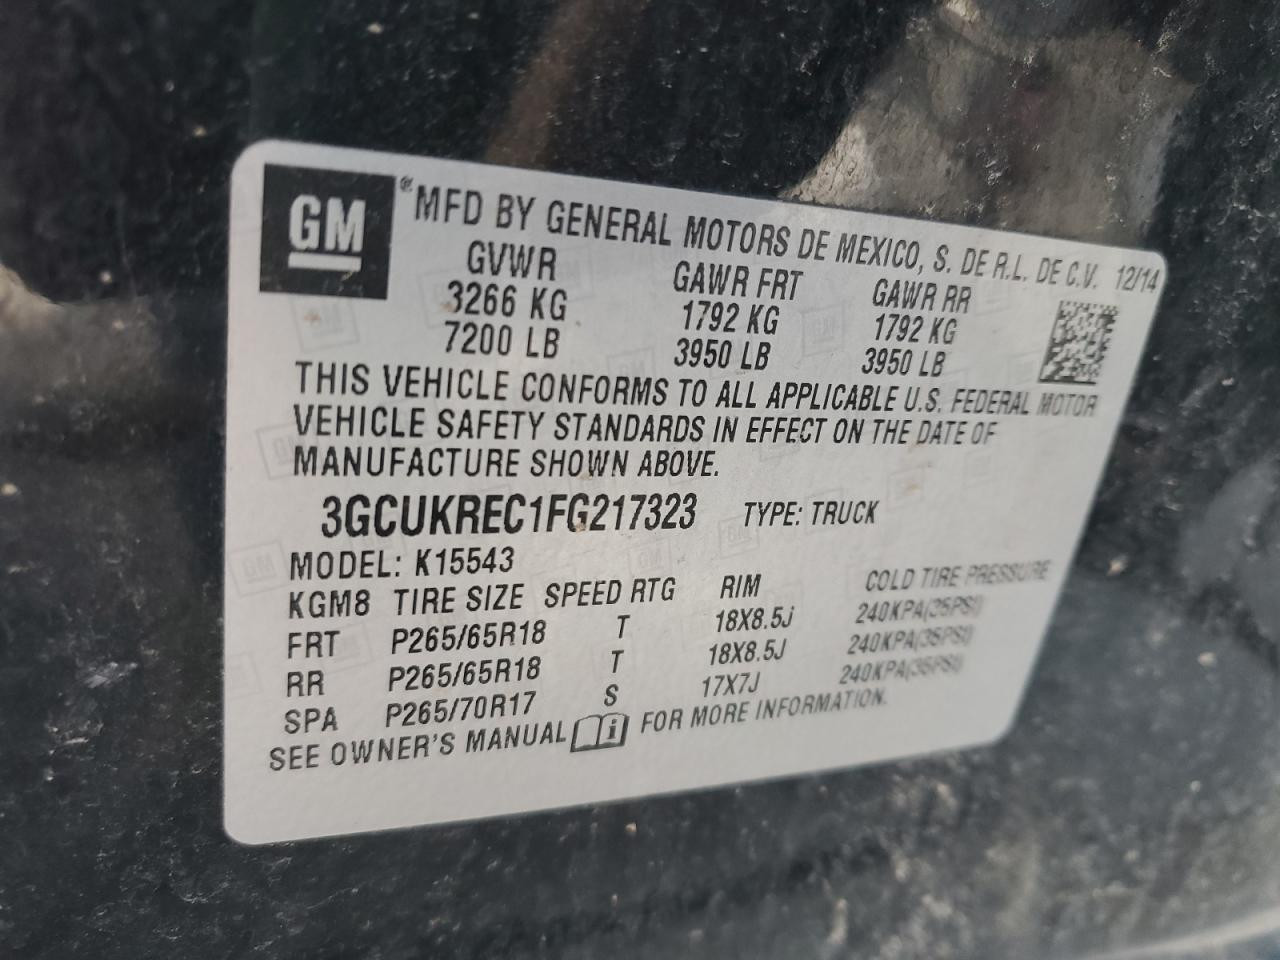 GM ® MFD BY GENERAL MOTORS DE MEXICO, S. DE R.L. DE C.V. 12/14
GVWR GAWR FRT GAWR RR
3266 KG 1792 KG 1792 KG
7200 LB 3950 LB 3950 LB
THIS VEHICLE CONFORMS TO ALL APPLICABLE U.S. FEDERAL MOTOR
VEHICLE SAFETY STANDARDS IN EFFECT ON THE DATE OF
MANUFACTURE SHOWN ABOVE.
3GCUKREC1FG217323 TYPE: TRUCK
MODEL: K15543
KGM8 TIRE SIZE SPEED RTG RIM COLD TIRE PRESSURE
FRT P265/65R18 T 18X8.5J 240KPA(35PSI)
RR P265/65R18 T 18X8.5J 240KPA(35PSI)
SPA P265/70R17 S 17X7J 240KPA(35PSI)
SEE OWNER'S MANUAL FOR MORE INFORMATION.